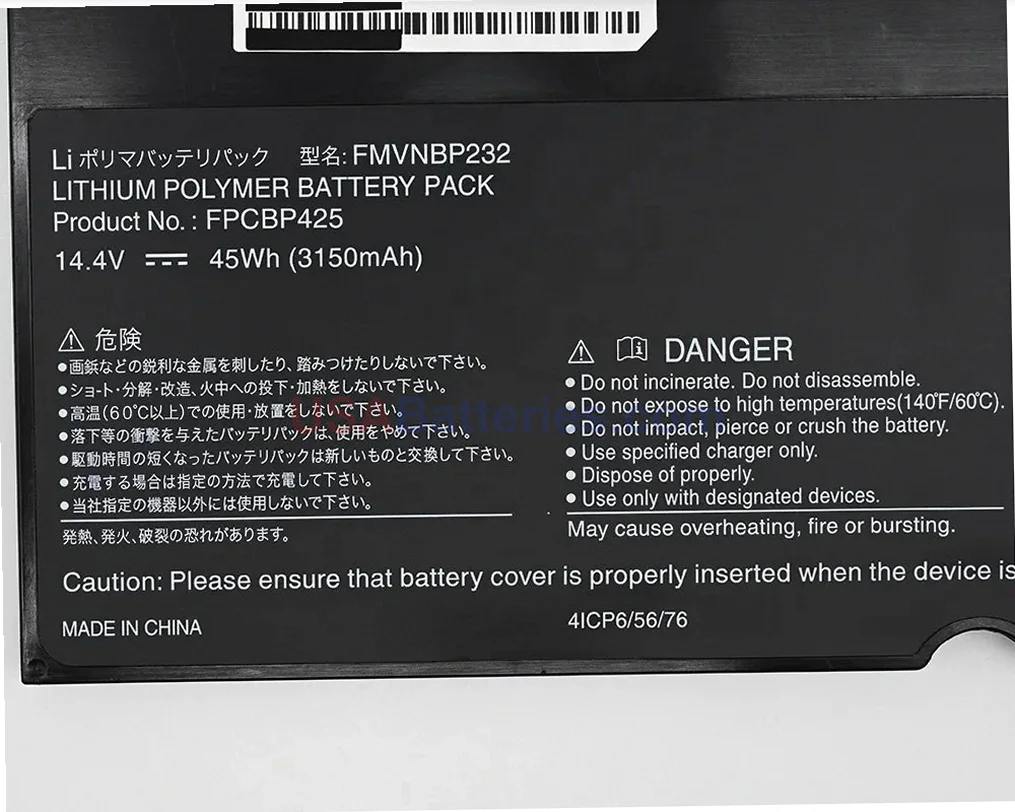 Li ポリマバッテリパック 型名: FMVNBP232
LITHIUM POLYMER BATTERY PACK
Product No. : FPCBP425
14.4V 45Wh (3150mAh)
⚠ 危険
●画鋲などの鋭利な金属を刺したり、踏みつけたりしないで下さい。
●ショート・分解・改造、火中への投下・加熱をしないで下さい。
●高温(60℃以上)での使用・放置をしないで下さい。
●落下等の衝撃を与えたバッテリパックは、使用をやめて下さい。
●駆動時間の短くなったバッテリパックは新しいものと交換して下さい。
●充電する場合は指定の方法で充電して下さい。
●当社指定の機器以外には使用しないで下さい。
発熱、発火、破裂の恐れがあります。
⚠ DANGER
● Do not incinerate. Do not disassemble.
● Do not expose to high temperatures(140℉/60℃).
● Do not impact, pierce or crush the battery.
● Use specified charger only.
● Dispose of properly.
● Use only with designated devices.
May cause overheating, fire or bursting.
USABatteries.com
Caution: Please ensure that battery cover is properly inserted when the device is
MADE IN CHINA
4ICP6/56/76